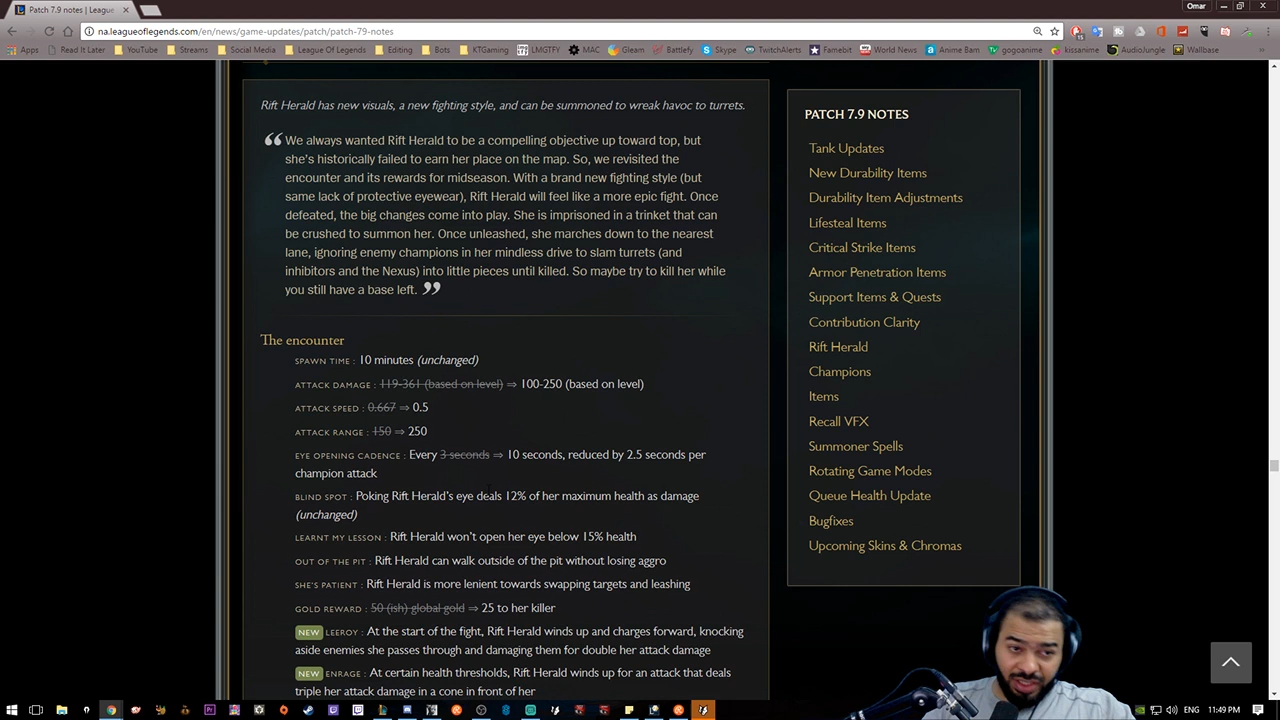 Patch 7.9 notes | League
Omar
na.leagueoflegends.com/en/news/game-updates/patch/patch-79-notes
Apps Read It Later YouTube Streams Social Media League Of Legends Editing Bots KTGaming LMGTFY MAC Gleam Battlefy Skype TwitchAlerts Famebit World News Anime Bam gogoanime kissanime AudioJungle Wallbase
Rift Herald has new visuals, a new fighting style, and can be summoned to wreak havoc to turrets.
We always wanted Rift Herald to be a compelling objective up toward top, but
she's historically failed to earn her place on the map. So, we revisited the
encounter and its rewards for midseason. With a brand new fighting style (but
same lack of protective eyewear), Rift Herald will feel like a more epic fight. Once
defeated, the big changes come into play. She is imprisoned in a trinket that can
be crushed to summon her. Once unleashed, she marches down to the nearest
lane, ignoring enemy champions in her mindless drive to slam turrets (and
inhibitors and the Nexus) into little pieces until killed. So maybe try to kill her while
you still have a base left.
The encounter
SPAWN TIME : 10 minutes (unchanged)
ATTACK DAMAGE : 119-361 (based on level) ⇒ 100-250 (based on level)
ATTACK SPEED : 0.667 ⇒ 0.5
ATTACK RANGE : 150 ⇒ 250
EYE OPENING CADENCE : Every 3 seconds ⇒ 10 seconds, reduced by 2.5 seconds per
champion attack
BLIND SPOT : Poking Rift Herald's eye deals 12% of her maximum health as damage
(unchanged)
LEARNT MY LESSON : Rift Herald won't open her eye below 15% health
OUT OF THE PIT : Rift Herald can walk outside of the pit without losing aggro
SHE'S PATIENT : Rift Herald is more lenient towards swapping targets and leashing
GOLD REWARD : 50 (ish) global gold ⇒ 25 to her killer
NEW LEEROY : At the start of the fight, Rift Herald winds up and charges forward, knocking
aside enemies she passes through and damaging them for double her attack damage
NEW ENRAGE : At certain health thresholds, Rift Herald winds up for an attack that deals
triple her attack damage in a cone in front of her
PATCH 7.9 NOTES
Tank Updates
New Durability Items
Durability Item Adjustments
Lifesteal Items
Critical Strike Items
Armor Penetration Items
Support Items & Quests
Contribution Clarity
Rift Herald
Champions
Items
Recall VFX
Summoner Spells
Rotating Game Modes
Queue Health Update
Bugfixes
Upcoming Skins & Chromas
ENG 11:49 PM